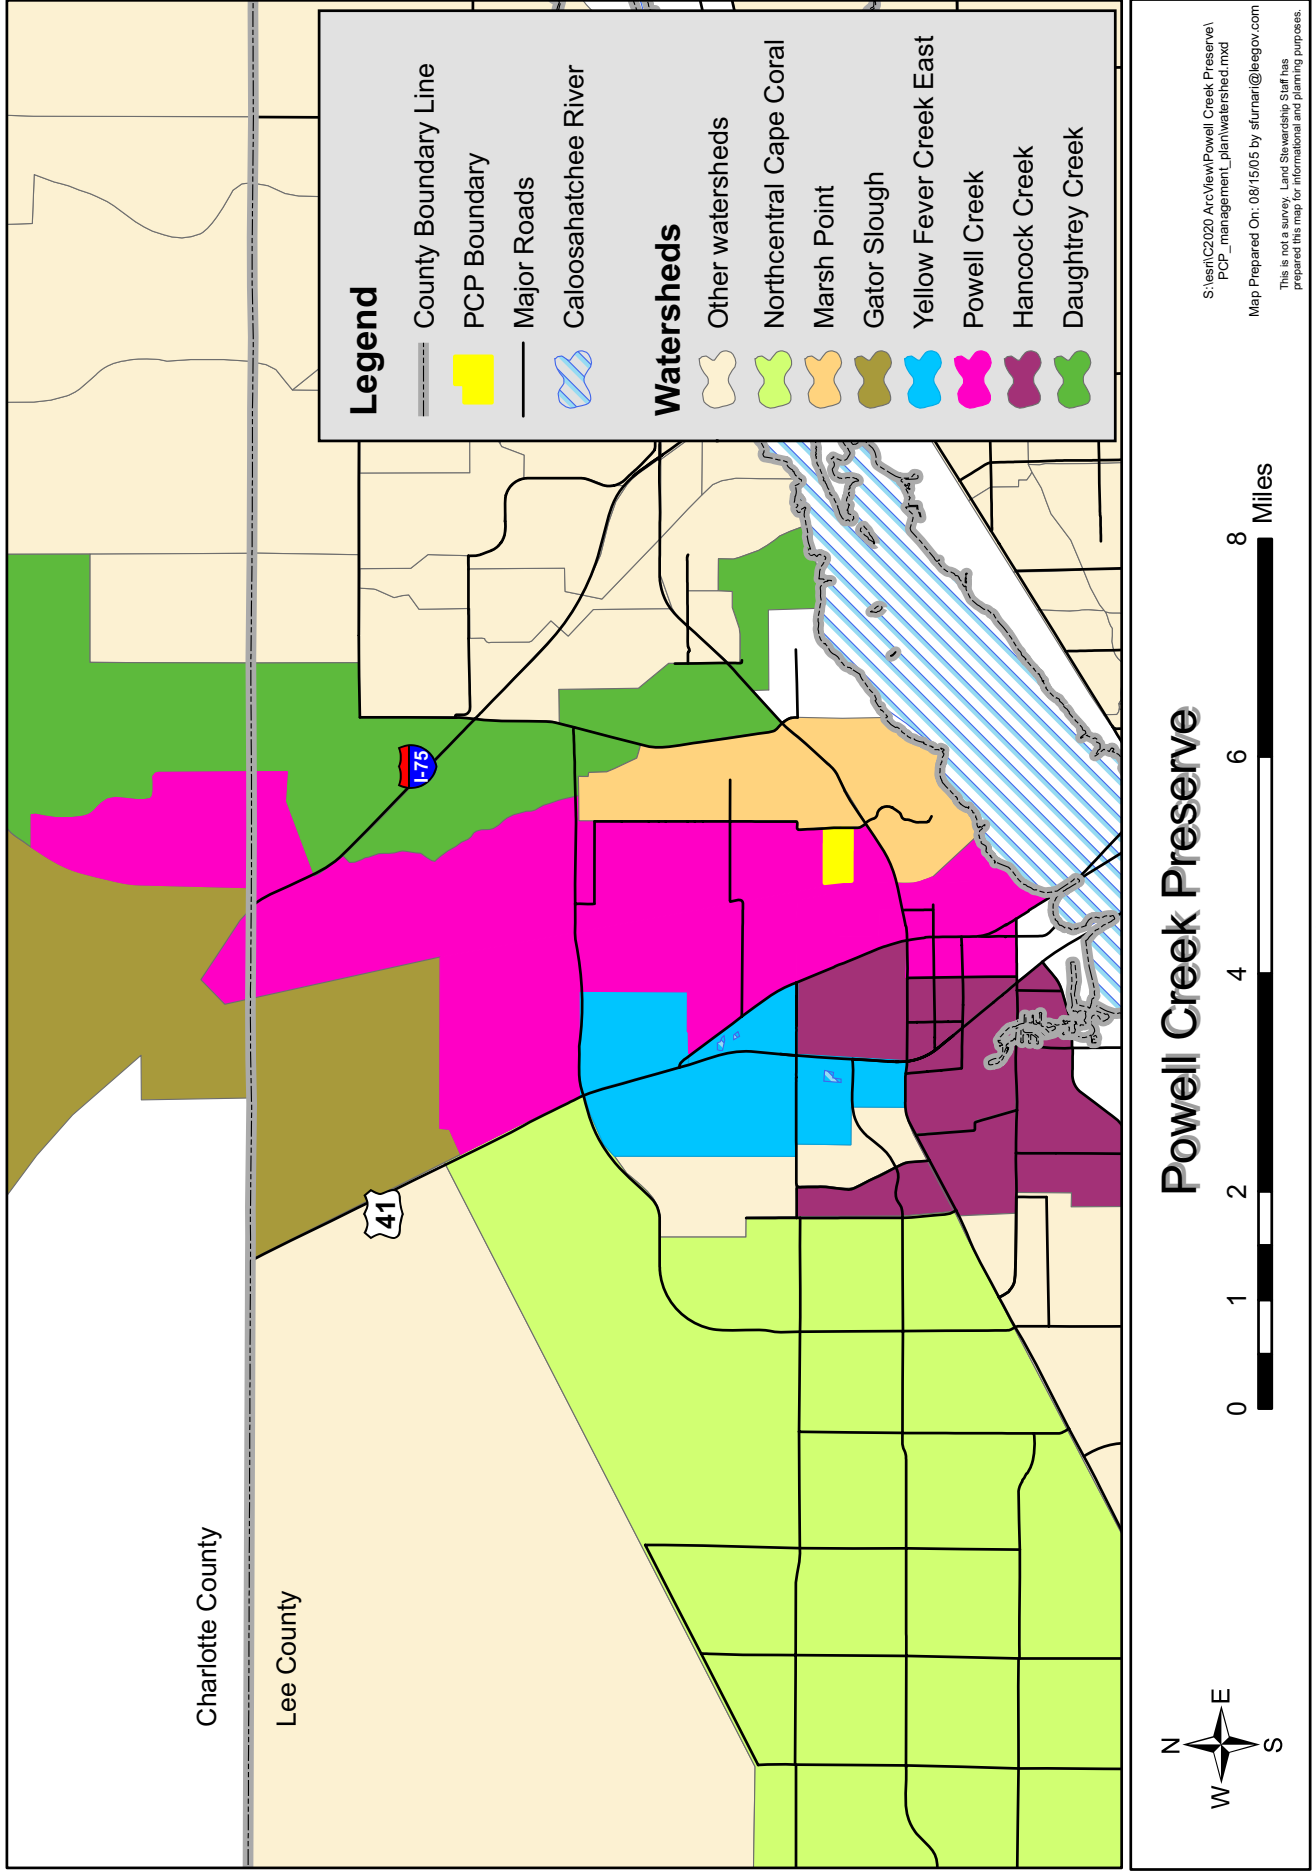 Charlotte County
Lee County
I-75
41
Legend
County Boundary Line
PCP Boundary
Major Roads
Caloosahatchee River
Watersheds
Other watersheds
Northcentral Cape Coral
Marsh Point
Gator Slough
Yellow Fever Creek East
Powell Creek
Hancock Creek
Daughtrey Creek
Powell Creek Preserve
N
W E
S
0 1 2 4 6 8
Miles
S:\esri\C2020 ArcView\Powell Creek Preserve\
PCP_management_plan\watershed.mxd
Map Prepared On: 08/15/05 by sfurnari@leegov.com
This is not a survey. Land Stewardship Staff has
prepared this map for informational and planning purposes.